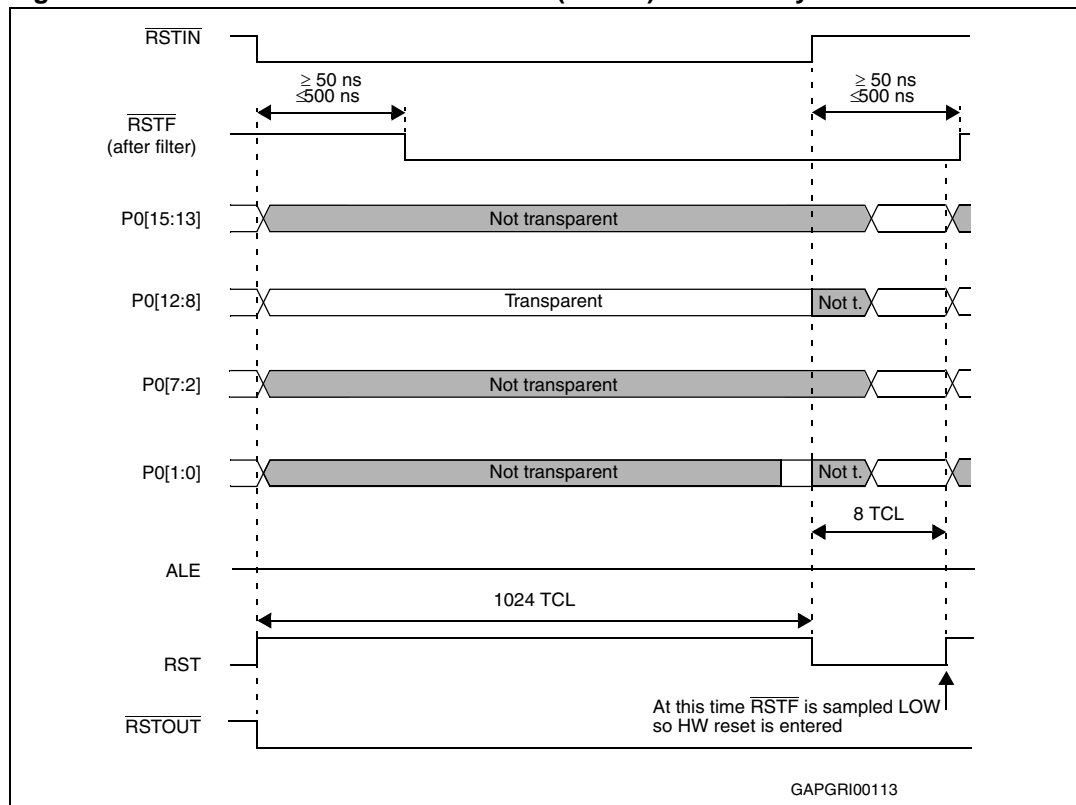 RSTIN
≥ 50 ns
≤500 ns
≥ 50 ns
≤500 ns
RSTF
(after filter)
P0[15:13]
Not transparent
P0[12:8]
Transparent
Not t.
P0[7:2]
Not transparent
P0[1:0]
Not transparent
Not t.
8 TCL
ALE
1024 TCL
RST
At this time RSTF is sampled LOW
so HW reset is entered
RSTOUT
GAPGRI00113